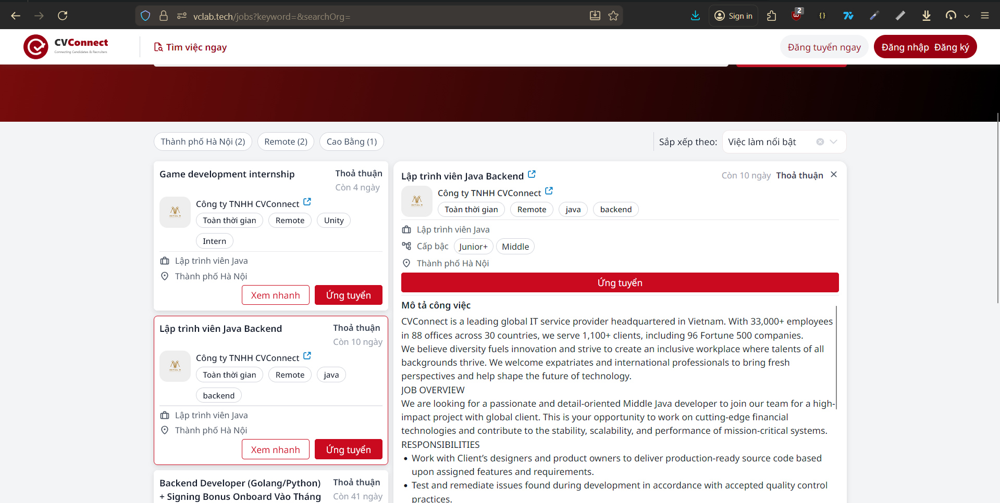 vclab.tech/jobs?keyword=&searchOrg=
Sign in
2
CVConnect
Connecting Candidates & Recruiters
Tìm việc ngay
Đăng tuyển ngay
Đăng nhập Đăng ký
Thành phố Hà Nội (2)
Remote (2)
Cao Bằng (1)
Sắp xếp theo:
Việc làm nổi bật
Game development internship
Thoả thuận
Còn 4 ngày
Công ty TNHH CVConnect
Toàn thời gian
Remote
Unity
Intern
Lập trình viên Java
Thành phố Hà Nội
Xem nhanh
Ứng tuyển
Lập trình viên Java Backend
Thoả thuận
Còn 10 ngày
Công ty TNHH CVConnect
Toàn thời gian
Remote
java
backend
Lập trình viên Java
Thành phố Hà Nội
Xem nhanh
Ứng tuyển
Backend Developer (Golang/Python)
+ Signing Bonus Onboard Vào Tháng
Thoả thuận
Còn 41 ngày
Lập trình viên Java Backend
Còn 10 ngày
Thoả thuận
Công ty TNHH CVConnect
Toàn thời gian
Remote
java
backend
Lập trình viên Java
Cấp bậc
Junior+
Middle
Thành phố Hà Nội
Ứng tuyển
Mô tả công việc
CVConnect is a leading global IT service provider headquartered in Vietnam. With 33,000+ employees
in 88 offices across 30 countries, we serve 1,100+ clients, including 96 Fortune 500 companies.
We believe diversity fuels innovation and strive to create an inclusive workplace where talents of all
backgrounds thrive. We welcome expatriates and international professionals to bring fresh
perspectives and help shape the future of technology.
JOB OVERVIEW
We are looking for a passionate and detail-oriented Middle Java developer to join our team for a high-
impact project with global client. This is your opportunity to work on cutting-edge financial
technologies and contribute to the stability, scalability, and performance of mission-critical systems.
RESPONSIBILITIES
• Work with Client’s designers and product owners to deliver production-ready source code based
upon assigned features and requirements.
• Test and remediate issues found during development in accordance with accepted quality control
practices.